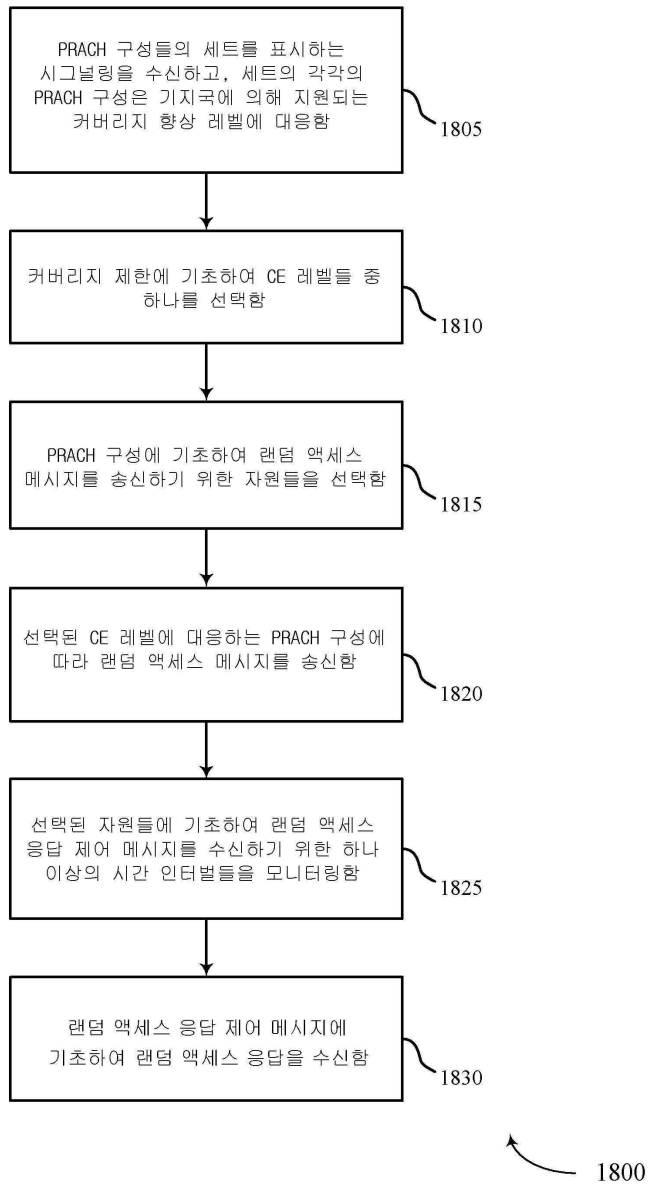 PRACH 구성들의 세트를 표시하는
시그널링을 수신하고, 세트의 각각의
PRACH 구성은 기지국에 의해 지원되는
커버리지 향상 레벨에 대응함
1805
커버리지 제한에 기초하여 CE 레벨들 중
하나를 선택함
1810
PRACH 구성에 기초하여 랜덤 액세스
메시지를 송신하기 위한 자원들을 선택함
1815
선택된 CE 레벨에 대응하는 PRACH 구성에
따라 랜덤 액세스 메시지를 송신함
1820
선택된 자원들에 기초하여 랜덤 액세스
응답 제어 메시지를 수신하기 위한 하나
이상의 시간 인터벌들을 모니터링함
1825
랜덤 액세스 응답 제어 메시지에
기초하여 랜덤 액세스 응답을 수신함
1830
1800